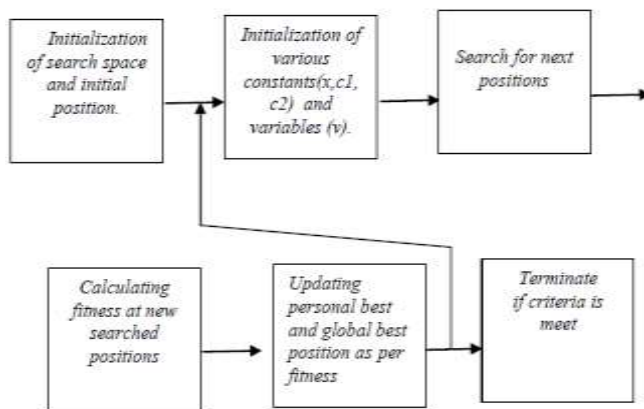 Initialization
of search space
and initial
position.
Initialization of
various
constants(x,c1,
c2) and
variables (v).
Search for next
positions
Calculating
fitness at new
searched
positions
Updating
personal best
and global best
position as per
fitness
Terminate
if criteria is
meet